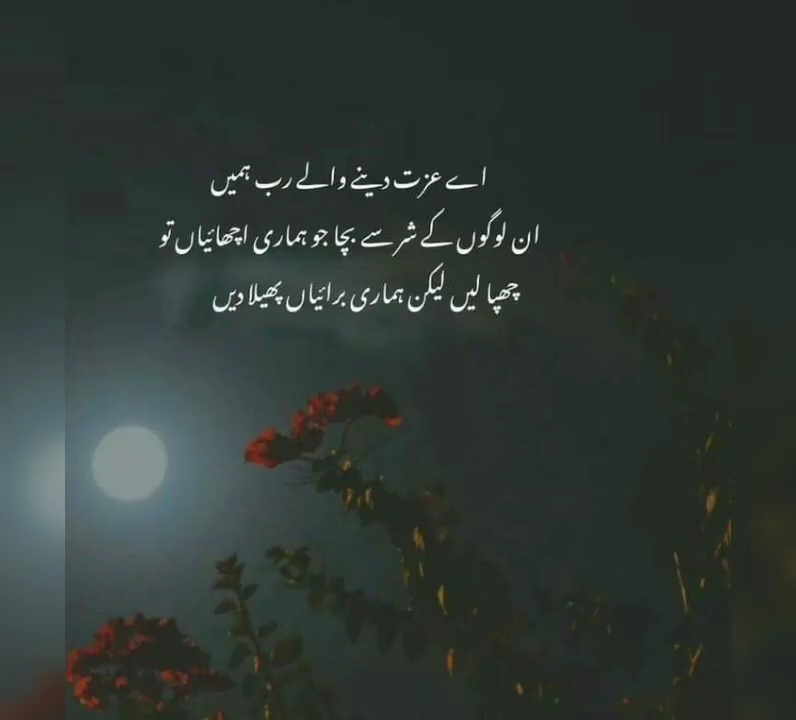 اے عزت دینے والے رب ہمیں
ان لوگوں کے شر سے بچا جو ہماری اچھائیاں تو
چھپا لیں لیکن ہماری برائیاں پھیلا دیں